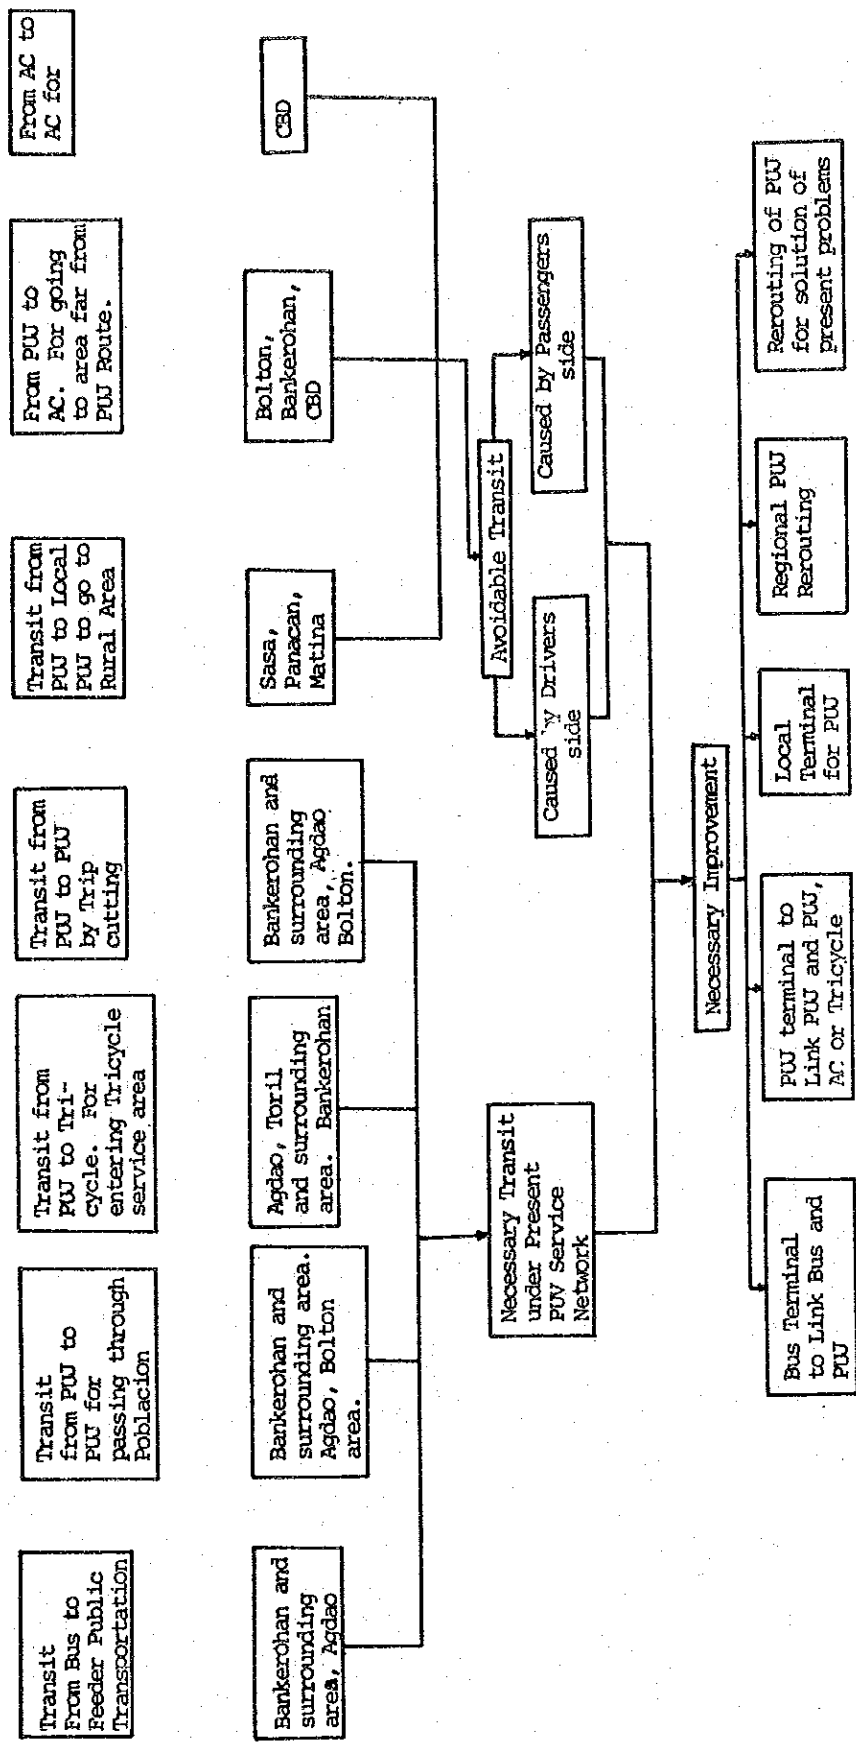 Transit
From Bus to
Feeder Public
Transportation
Transit
from PUJ to
PUJ for
passing through
Poblacion
Transit from
PUJ to Tri-
cycle. For
entering Tricycle
service area
Transit from
PUJ to PUJ
by Trip
cutting
Transit from
PUJ to Local
PUJ to go to
Rural Area
From PUJ to
AC. For going
to area far from
PUJ Route.
From AC to
AC for
Bankerohan and
surrounding
area, Agdao
Bankerohan and
surrounding area.
Agdao, Bolton
area.
Agdao, Toril
and surrounding
area. Bankerohan
Bankerohan and
surrounding
area, Agdao
Bolton.
Sasa,
Panacan,
Matina
Bolton,
Bankerohan,
CBD
CBD
Necessary Transit
under Present
PUV Service
Network
Avoidable Transit
Caused by Drivers
side
Caused by Passengers
side
Necessary Improvement
Bus Terminal
to Link Bus and
PUJ
PUJ terminal to
Link PUJ and PUJ,
AC or Tricycle
Local
Terminal
for PUJ
Regional PUJ
Rerouting
Rerouting of PUJ
for solution of
present problems